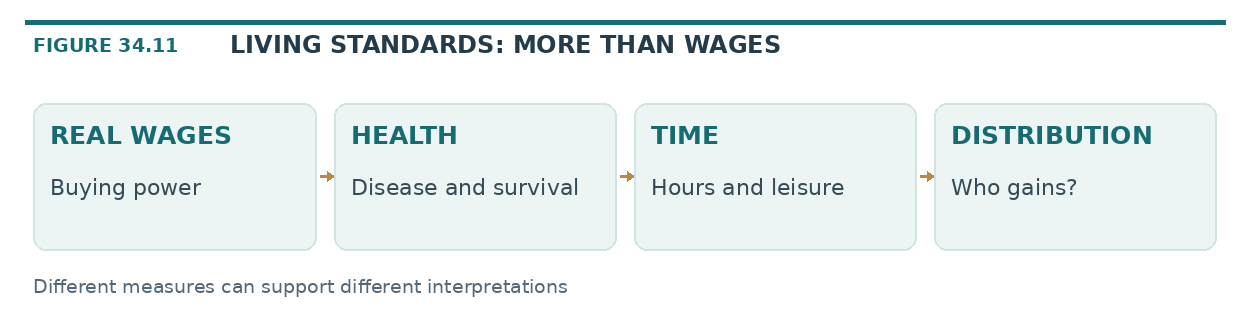 FIGURE 34.11 LIVING STANDARDS: MORE THAN WAGES
REAL WAGES
Buying power
HEALTH
Disease and survival
TIME
Hours and leisure
DISTRIBUTION
Who gains?
Different measures can support different interpretations